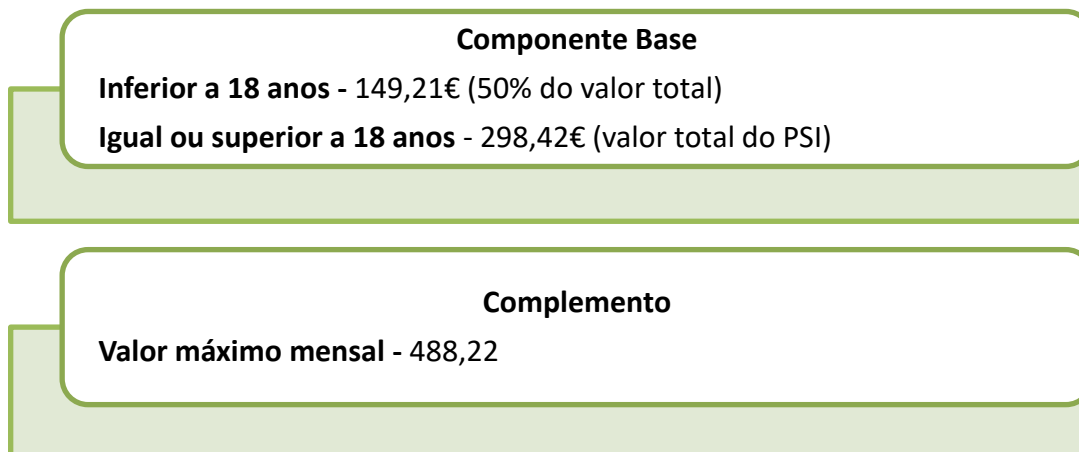 Componente Base
Inferior a 18 anos - 149,21€ (50% do valor total)
Igual ou superior a 18 anos - 298,42€ (valor total do PSI)
Complemento
Valor máximo mensal - 488,22